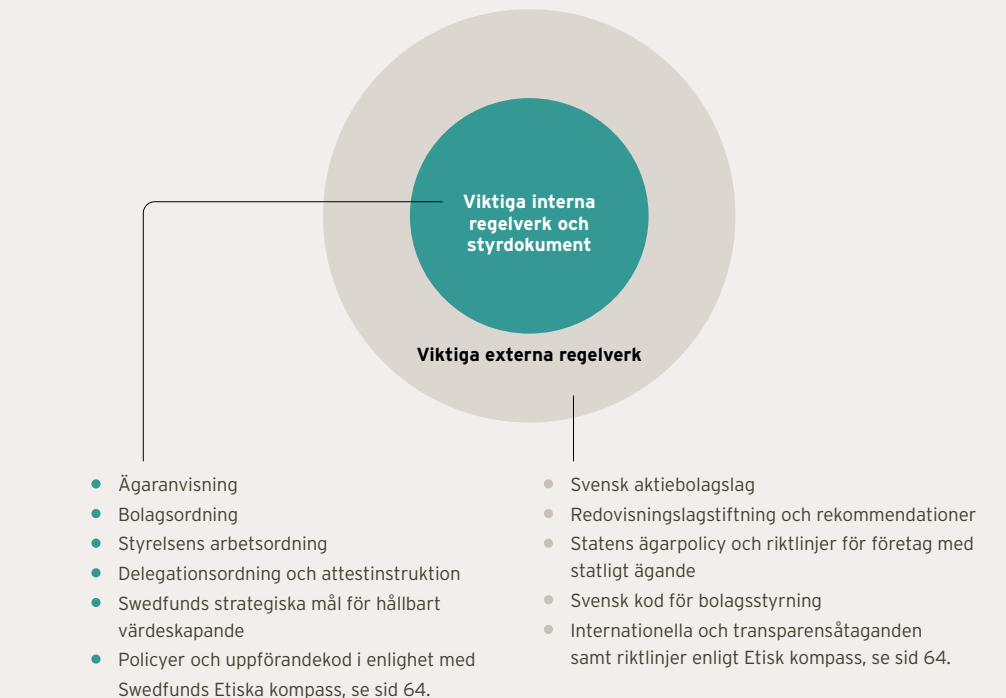 Viktiga interna
regelverk och
styrdokument
Viktiga externa regelverk
Ägaranvisning
Bolagsordning
Styrelsens arbetsordning
Delegationsordning och attestinstruktion
Swedfunds strategiska mål för hållbart
värdeskapande
Policyer och uppförandekod i enlighet med
Swedfunds Etiska kompass, se sid 64.
Svensk aktiebolagslag
Redovisningslagstiftning och rekommendationer
Statens ägarpolicy och riktlinjer för företag med
statligt ägande
Svensk kod för bolagsstyrning
Internationella och transparensåtaganden
samt riktlinjer enligt Etisk kompass, se sid 64.